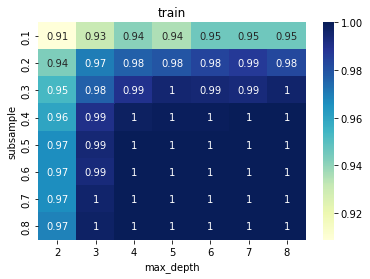 train
0.1 0.91 0.93 0.94 0.94 0.95 0.95 0.95
0.2 0.94 0.97 0.98 0.98 0.98 0.99 0.98
0.3 0.95 0.98 0.99 1 0.99 0.99 1
0.4 0.96 0.99 1 1 1 1 1
0.5 0.97 0.99 1 1 1 1 1
0.6 0.97 0.99 1 1 1 1 1
0.7 0.97 1 1 1 1 1 1
0.8 0.97 1 1 1 1 1 1
2 3 4 5 6 7 8
max_depth
subsample
1.00
0.98
0.96
0.94
0.92